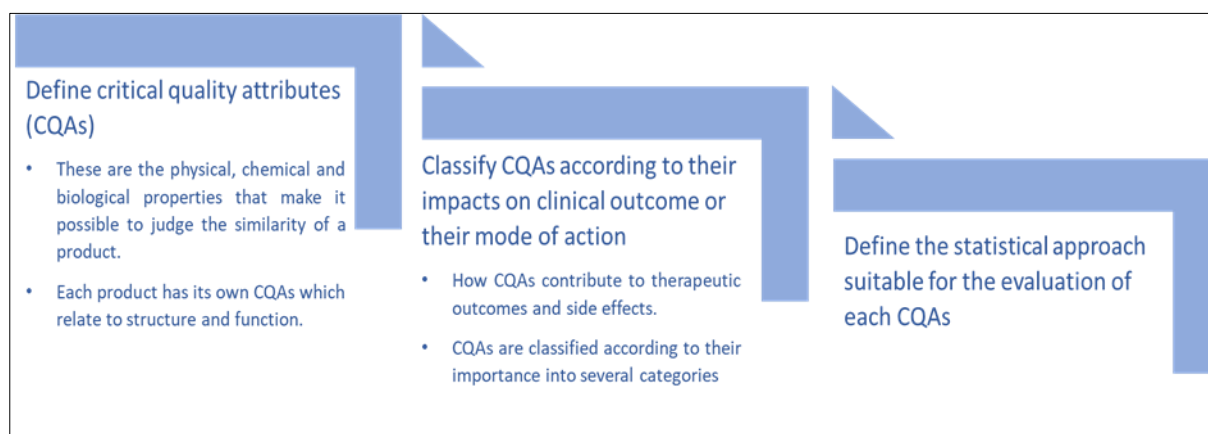 Define critical quality attributes
(CQAs)
• These are the physical, chemical and
biological properties that make it
possible to judge the similarity of a
product.
• Each product has its own CQAs which
relate to structure and function.
Classify CQAs according to their
impacts on clinical outcome or
their mode of action
• How CQAs contribute to therapeutic
outcomes and side effects.
• CQAs are classified according to their
importance into several categories
Define the statistical approach
suitable for the evaluation of
each CQAs